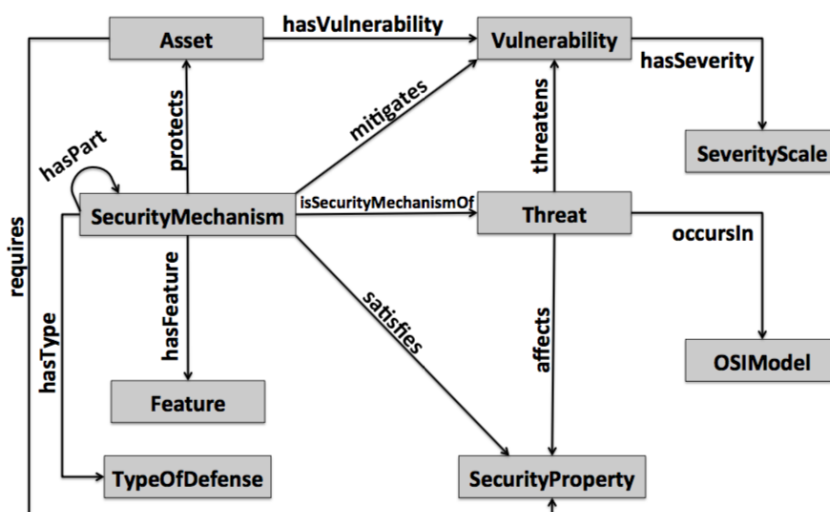 Asset
hasVulnerability
Vulnerability
hasSeverity
SeverityScale
protects
mitigates
threatens
hasPart
SecurityMechanism
isSecurityMechanismOf
Threat
occursIn
requires
hasType
hasFeature
satisfies
affects
OSIModel
Feature
TypeOfDefense
SecurityProperty